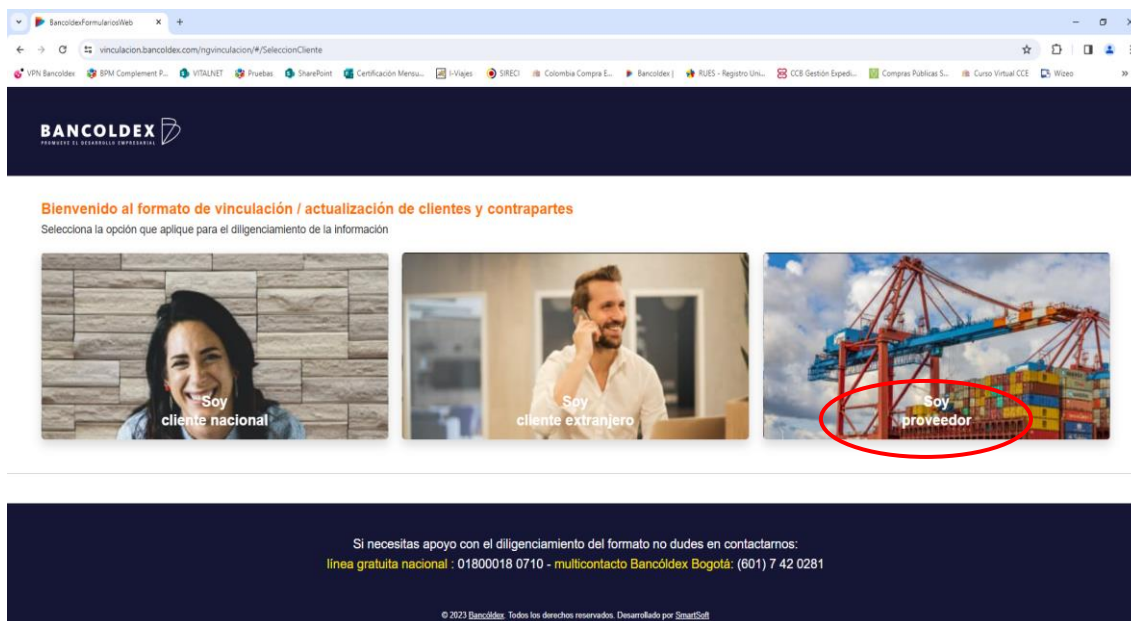 BancoldexFormulariosWeb
vinculacion.bancoldex.com/ngvinculacion/#/SeleccionCliente
VPN Bancoldex BPM Complement P... VITALNET Pruebas SharePoint Certificación Mensu... I-Viajes SIRECI Colombia Compra E... Bancoldex | RUES - Registro Uni... CCB Gestión Expedi... Compras Públicas S... Curso Virtual CCE Wizeo
BANCOLDEX
PROMUEVE EL DESARROLLO EMPRESARIAL
Bienvenido al formato de vinculación / actualización de clientes y contrapartes
Selecciona la opción que aplique para el diligenciamiento de la información
Soy
cliente nacional
Soy
cliente extranjero
Soy
proveedor
Si necesitas apoyo con el diligenciamiento del formato no dudes en contactarnos:
línea gratuita nacional : 01800018 0710 - multicontacto Bancóldex Bogotá: (601) 7 42 0281
© 2023 Bancóldex. Todos los derechos reservados. Desarrollado por SmartSoft